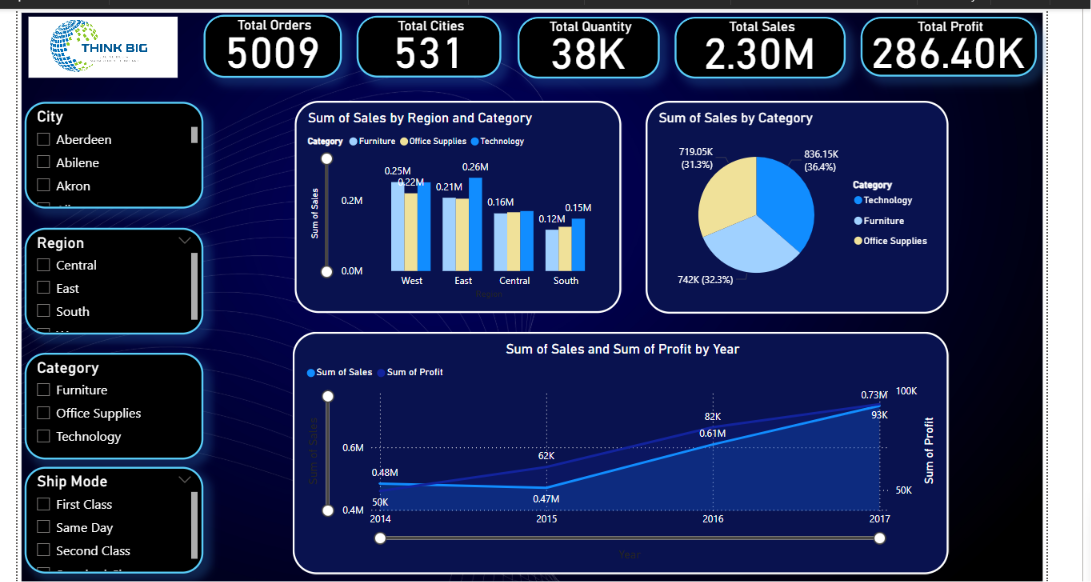 THINK BIG
Total Orders
5009
Total Cities
531
Total Quantity
38K
Total Sales
2.30M
Total Profit
286.40K
City
Aberdeen
Abilene
Akron
Region
Central
East
South
Category
Furniture
Office Supplies
Technology
Ship Mode
First Class
Same Day
Second Class
Sum of Sales by Region and Category
Category Furniture Office Supplies Technology
Sum of Sales
0.2M
0.0M
0.25M
0.22M
0.21M
0.26M
0.16M
0.12M
0.15M
West East Central South
Region
Sum of Sales by Category
719.05K
(31.3%)
836.15K
(36.4%)
742K (32.3%)
Category
Technology
Furniture
Office Supplies
Sum of Sales and Sum of Profit by Year
Sum of Sales Sum of Profit
Sum of Sales
0.6M
0.4M
0.48M
50K
62K
0.47M
82K
0.61M
0.73M
93K
100K
50K
Sum of Profit
2014 2015 2016 2017
Year